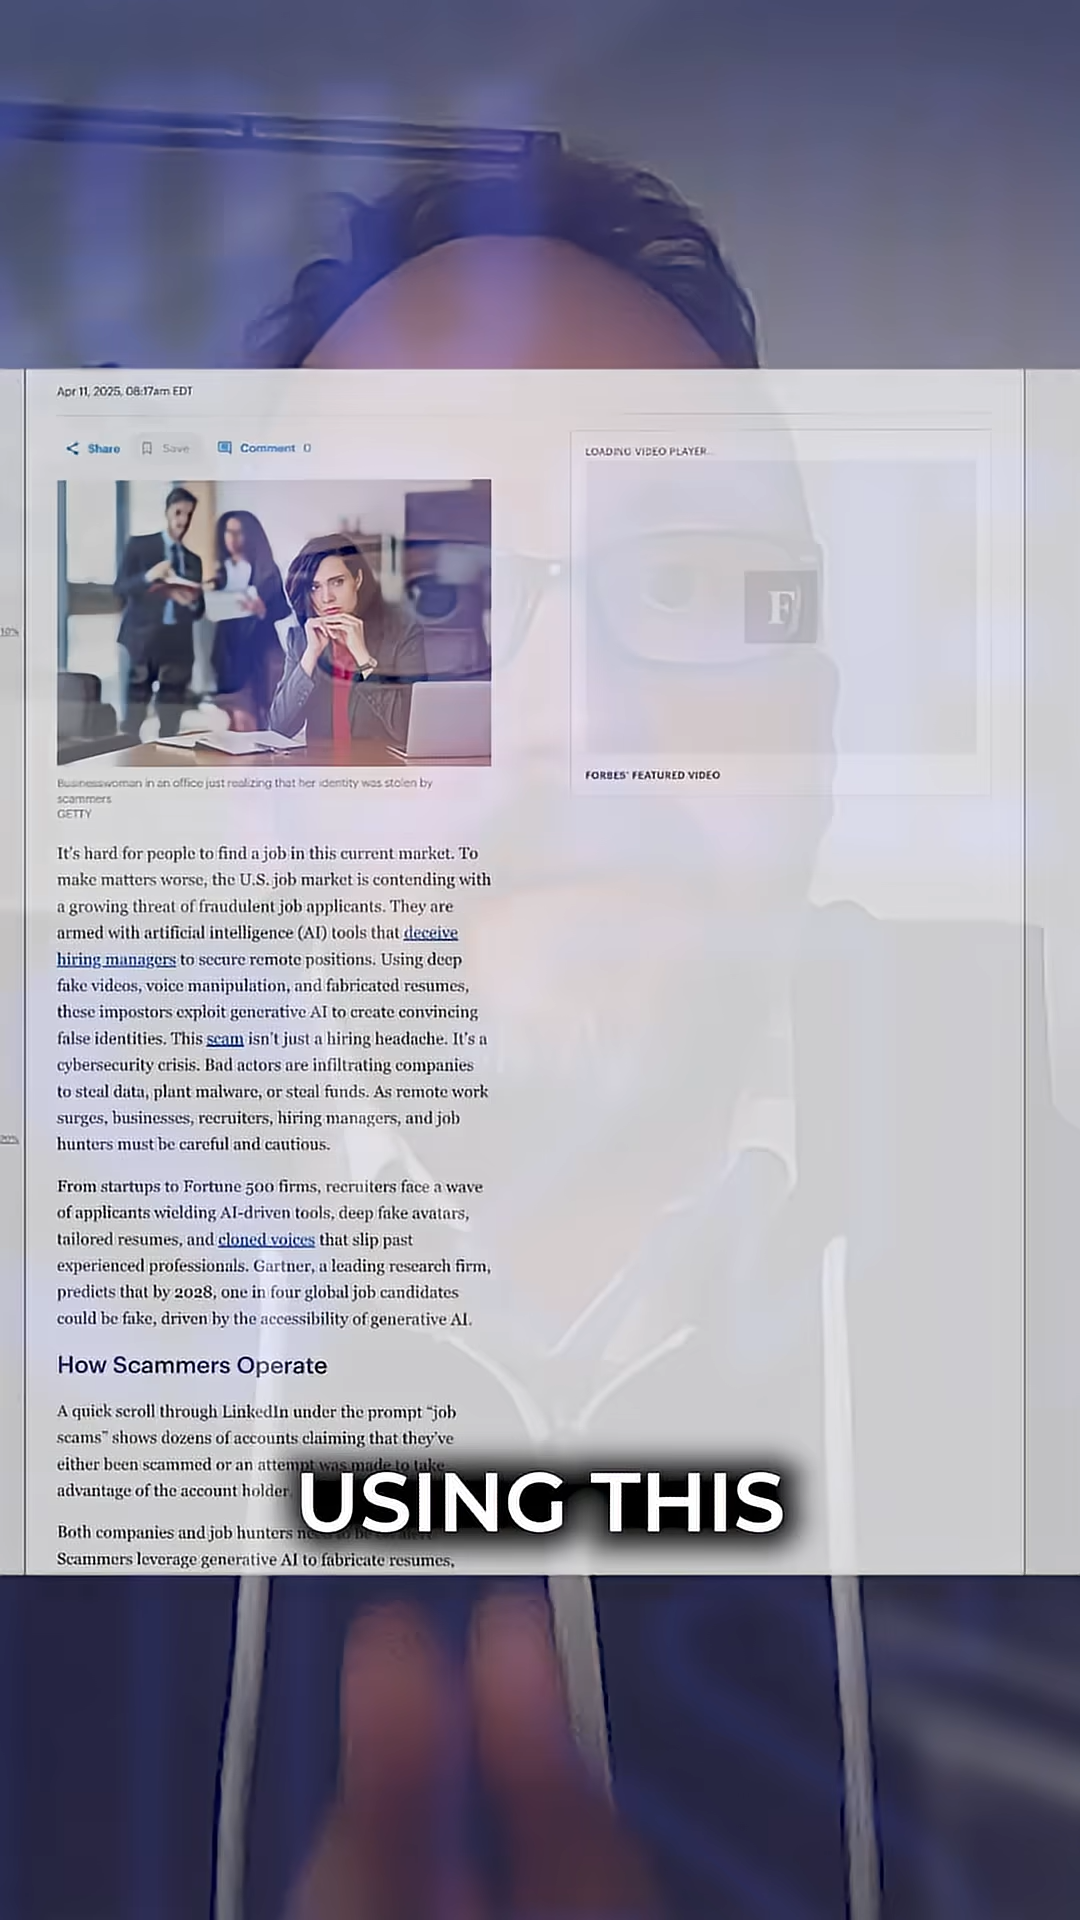 Apr 11, 2025, 08:17am EDT
Share
Save
Comment 0
LOADING VIDEO PLAYER...
F
FORBES' FEATURED VIDEO
10%
Businesswoman in an office just realizing that her identity was stolen by
scammers
GETTY
It's hard for people to find a job in this current market. To
make matters worse, the U.S. job market is contending with
a growing threat of fraudulent job applicants. They are
armed with artificial intelligence (AI) tools that deceive
hiring managers to secure remote positions. Using deep
fake videos, voice manipulation, and fabricated resumes,
these impostors exploit generative AI to create convincing
false identities. This scam isn't just a hiring headache. It's a
cybersecurity crisis. Bad actors are infiltrating companies
to steal data, plant malware, or steal funds. As remote work
surges, businesses, recruiters, hiring managers, and job
20%
hunters must be careful and cautious.
From startups to Fortune 500 firms, recruiters face a wave
of applicants wielding AI-driven tools, deep fake avatars,
tailored resumes, and cloned voices that slip past
experienced professionals. Gartner, a leading research firm,
predicts that by 2028, one in four global job candidates
could be fake, driven by the accessibility of generative AI.
How Scammers Operate
A quick scroll through LinkedIn under the prompt "job
scams" shows dozens of accounts claiming that they've
either been scammed or an attempt was made to take
advantage of the account holder.
USING THIS
Both companies and job hunters need to be
Scammers leverage generative AI to fabricate resumes,